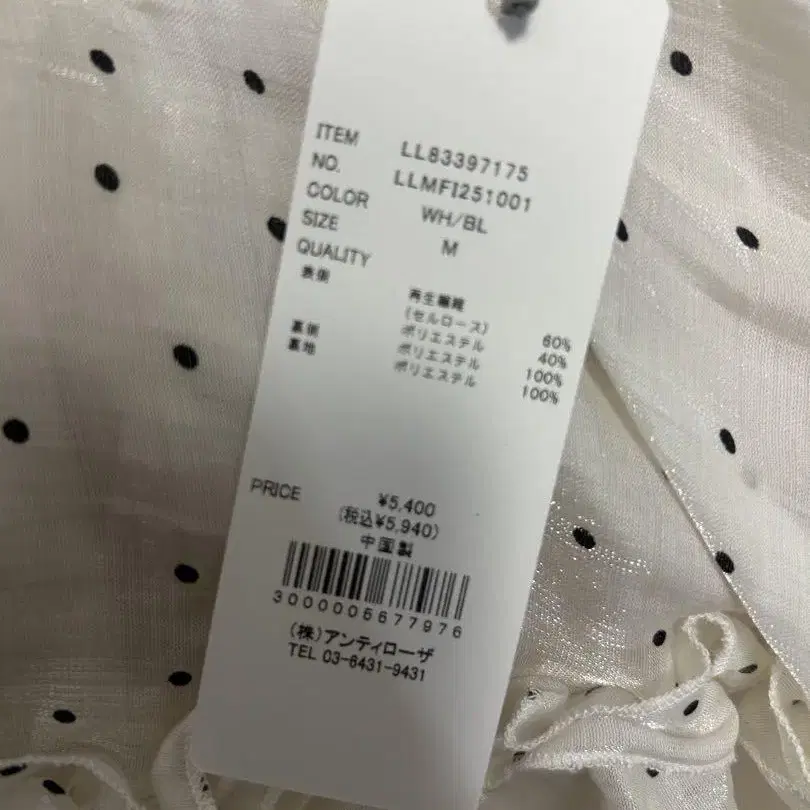 ITEM LL83397175
NO. LLMFI251001
COLOR WH/BL
SIZE M
QUALITY
表側 再生繊維
(セルロース) 60%
ポリエステル 40%
裏側 ポリエステル 100%
裏地 ポリエステル 100%
PRICE ¥5,400
(税込¥5,940)
中国製
3000005677976
(株)アンティローザ
TEL 03-6431-9431